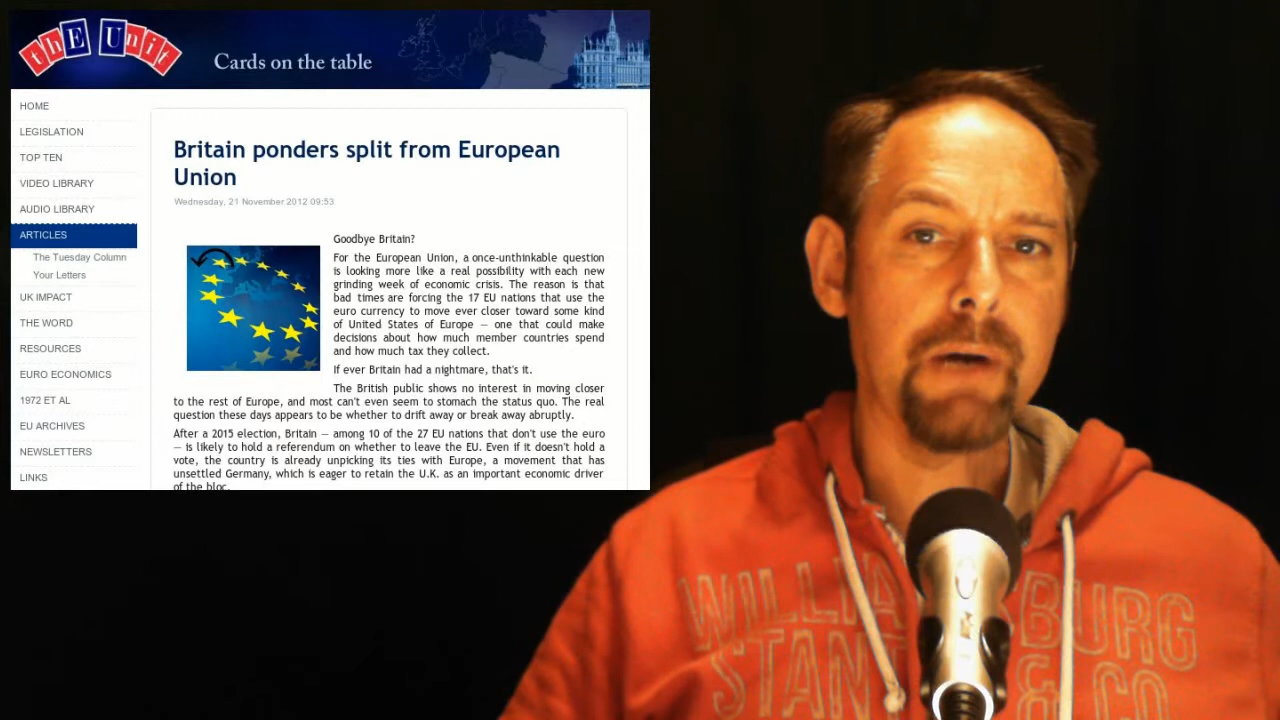 thE Unit
Cards on the table
HOME
LEGISLATION
TOP TEN
VIDEO LIBRARY
AUDIO LIBRARY
ARTICLES
The Tuesday Column
Your Letters
UK IMPACT
THE WORD
RESOURCES
EURO ECONOMICS
1972 ET AL
EU ARCHIVES
NEWSLETTERS
LINKS
Britain ponders split from European
Union
Wednesday, 21 November 2012 09:53
Goodbye Britain?
For the European Union, a once-unthinkable question
is looking more like a real possibility with each new
grinding week of economic crisis. The reason is that
bad times are forcing the 17 EU nations that use the
euro currency to move ever closer toward some kind
of United States of Europe — one that could make
decisions about how much member countries spend
and how much tax they collect.
If ever Britain had a nightmare, that's it.
The British public shows no interest in moving closer
to the rest of Europe, and most can't even seem to stomach the status quo. The real
question these days appears to be whether to drift away or break away abruptly.
After a 2015 election, Britain — among 10 of the 27 EU nations that don't use the euro
— is likely to hold a referendum on whether to leave the EU. Even if it doesn't hold a
vote, the country is already unpicking its ties with Europe, a movement that has
unsettled Germany, which is eager to retain the U.K. as an important economic driver
of the bloc.
WILLIA BURG
STAN & CO